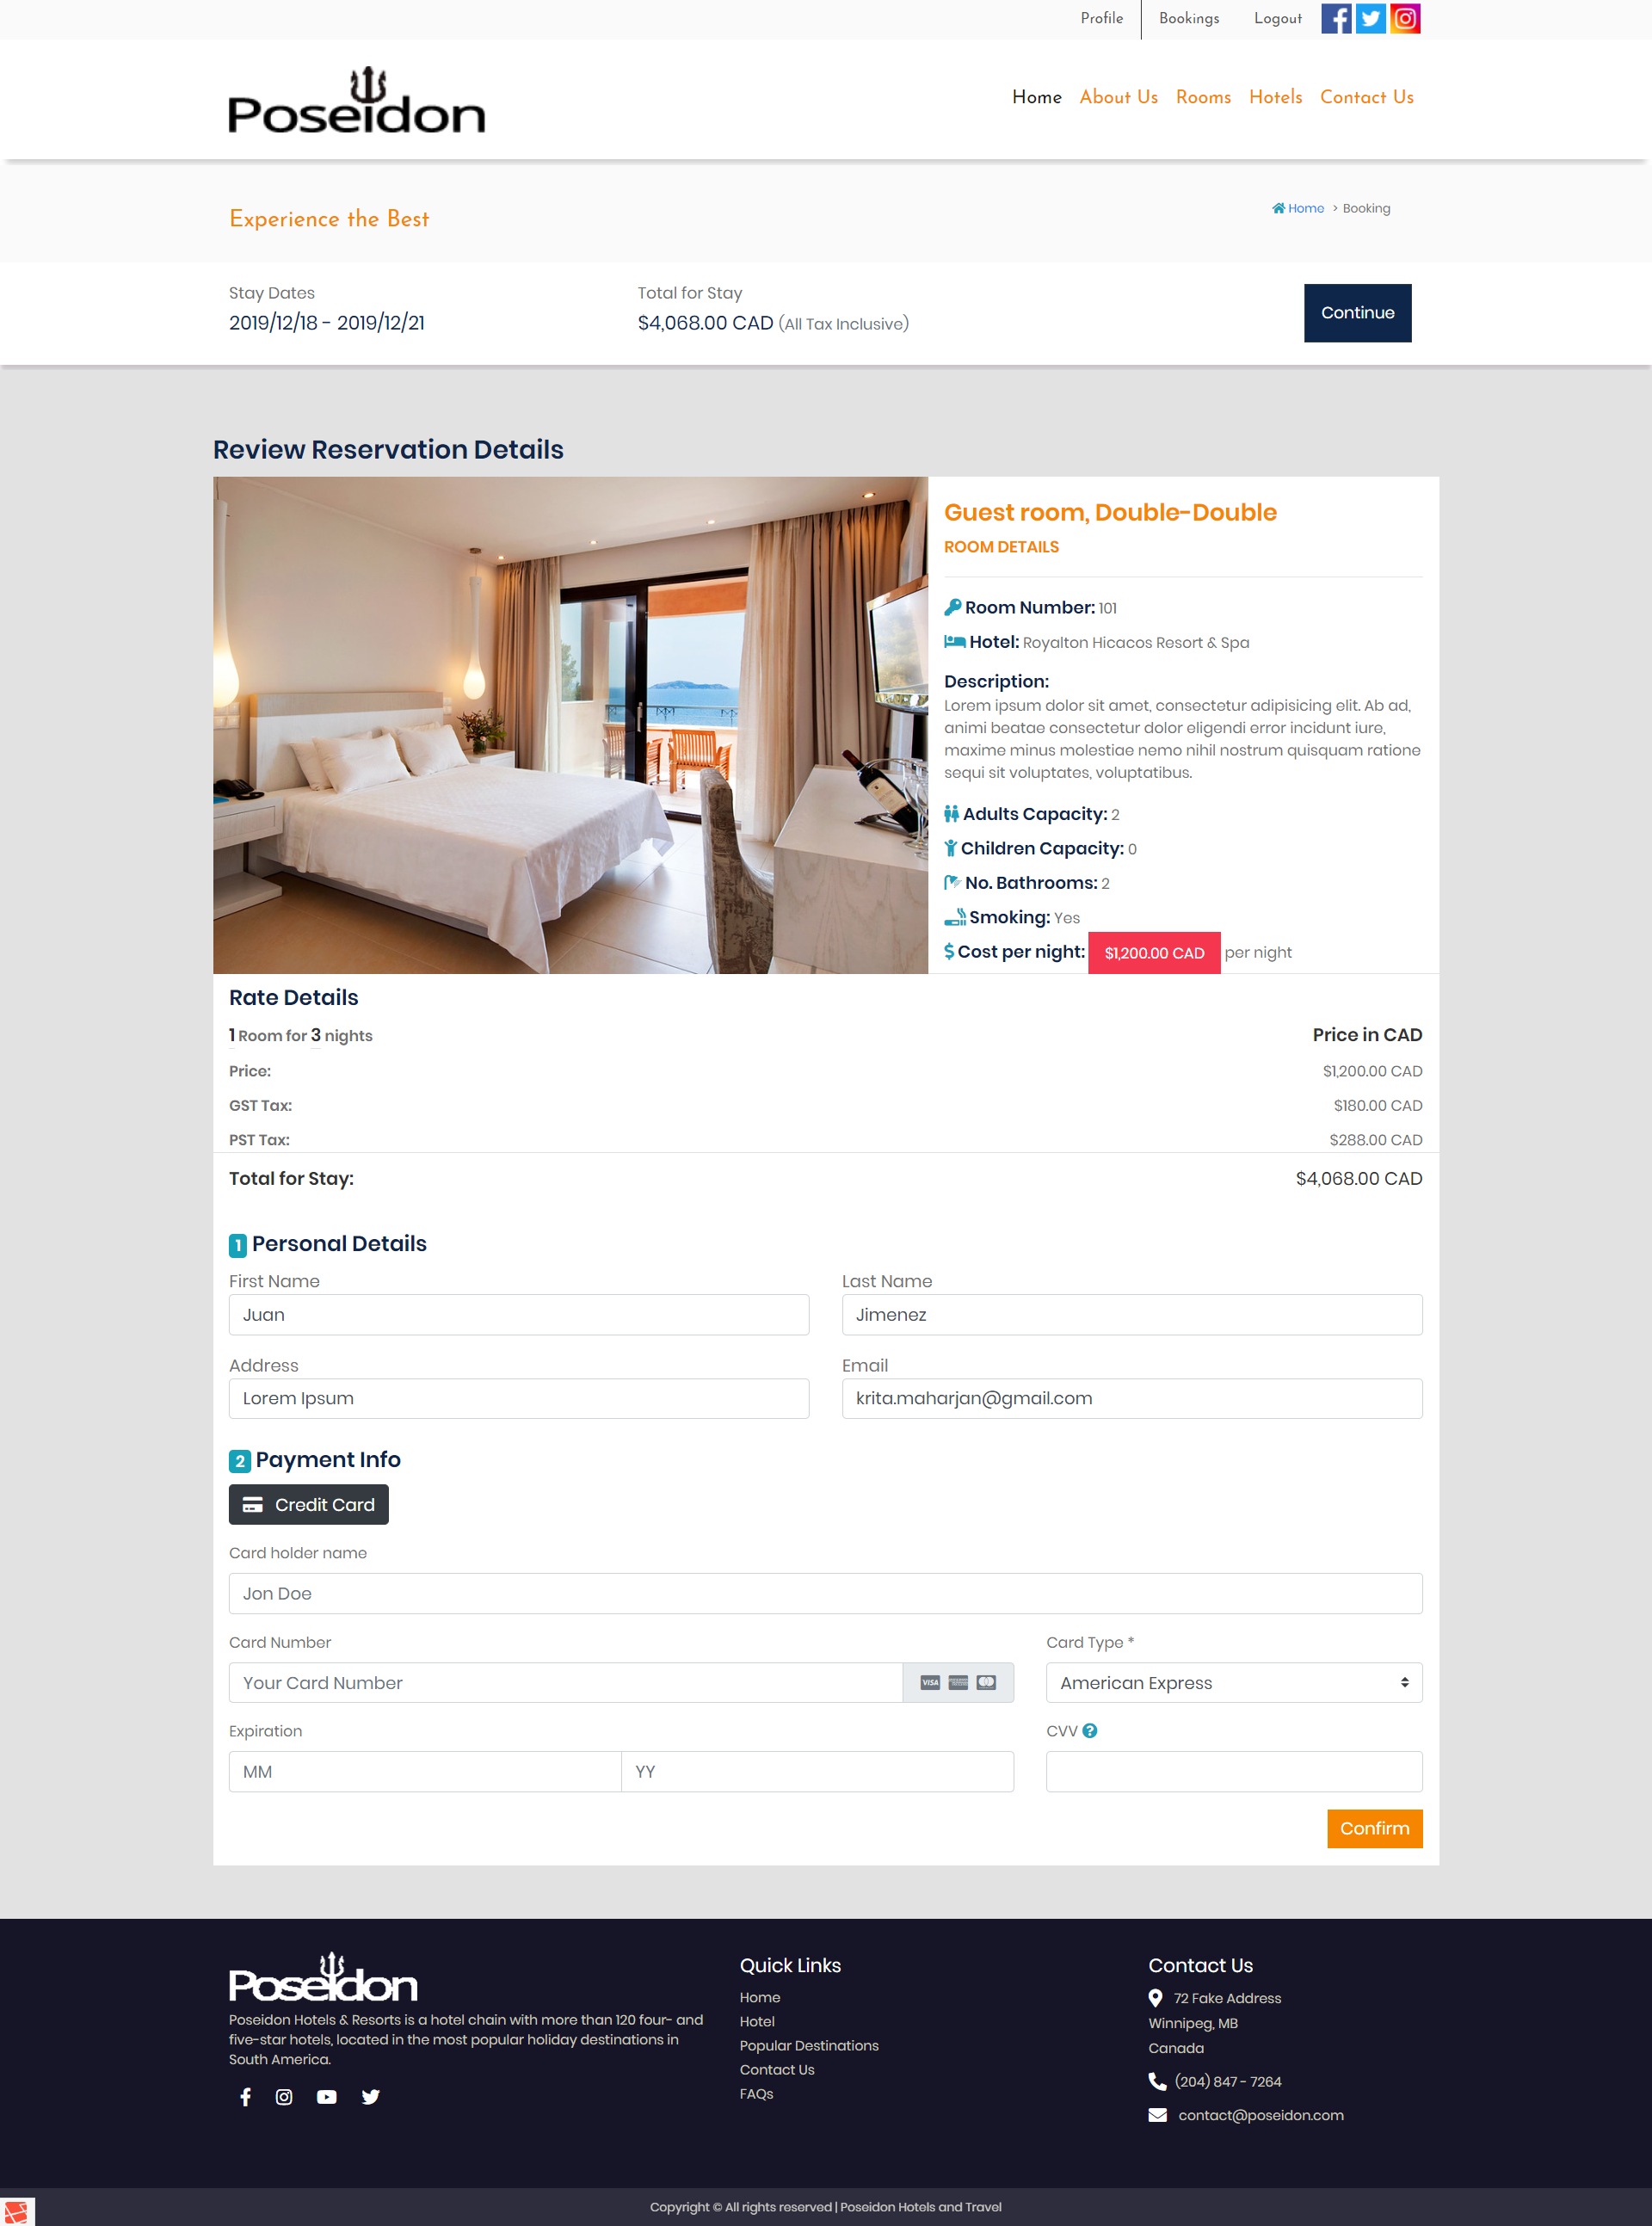 Profile
Bookings
Logout
Poseidon
Home
About Us
Rooms
Hotels
Contact Us
Experience the Best
Home > Booking
Stay Dates
2019/12/18 - 2019/12/21
Total for Stay
$4,068.00 CAD (All Tax Inclusive)
Continue
Review Reservation Details
Guest room, Double-Double
ROOM DETAILS
Room Number: 101
Hotel: Royalton Hicacos Resort & Spa
Description:
Lorem ipsum dolor sit amet, consectetur adipisicing elit. Ab ad,
animi beatae consectetur dolor eligendi error incidunt iure,
maxime minus molestiae nemo nihil nostrum quisquam ratione
sequi sit voluptates, voluptatibus.
Adults Capacity: 2
Children Capacity: 0
No. Bathrooms: 2
Smoking: Yes
Cost per night: $1,200.00 CAD per night
Rate Details
1 Room for 3 nights
Price in CAD
Price:
$1,200.00 CAD
GST Tax:
$180.00 CAD
PST Tax:
$288.00 CAD
Total for Stay:
$4,068.00 CAD
1 Personal Details
First Name
Last Name
Juan
Jimenez
Address
Email
Lorem Ipsum
krita.maharjan@gmail.com
2 Payment Info
Credit Card
Card holder name
Jon Doe
Card Number
Card Type *
Your Card Number
VISA
American Express
Expiration
CVV ?
MM
YY
Confirm
Poseidon
Poseidon Hotels & Resorts is a hotel chain with more than 120 four- and
five-star hotels, located in the most popular holiday destinations in
South America.
Quick Links
Home
Hotel
Popular Destinations
Contact Us
FAQs
Contact Us
72 Fake Address
Winnipeg, MB
Canada
(204) 847 - 7264
contact@poseidon.com
Copyright © All rights reserved | Poseidon Hotels and Travel